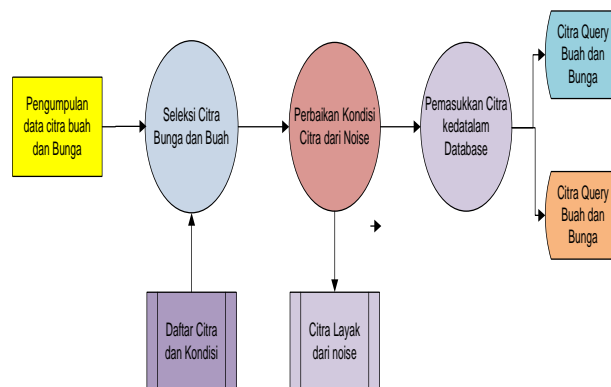 Pengumpulan
data citra buah
dan Bunga
Seleksi Citra
Bunga dan Buah
Perbaikan Kondisi
Citra dari Noise
Pemasukkan Citra
kedatalam
Database
Citra Query
Buah dan
Bunga
Citra Query
Buah dan
Bunga
Daftar Citra
dan Kondisi
Citra Layak
dari noise